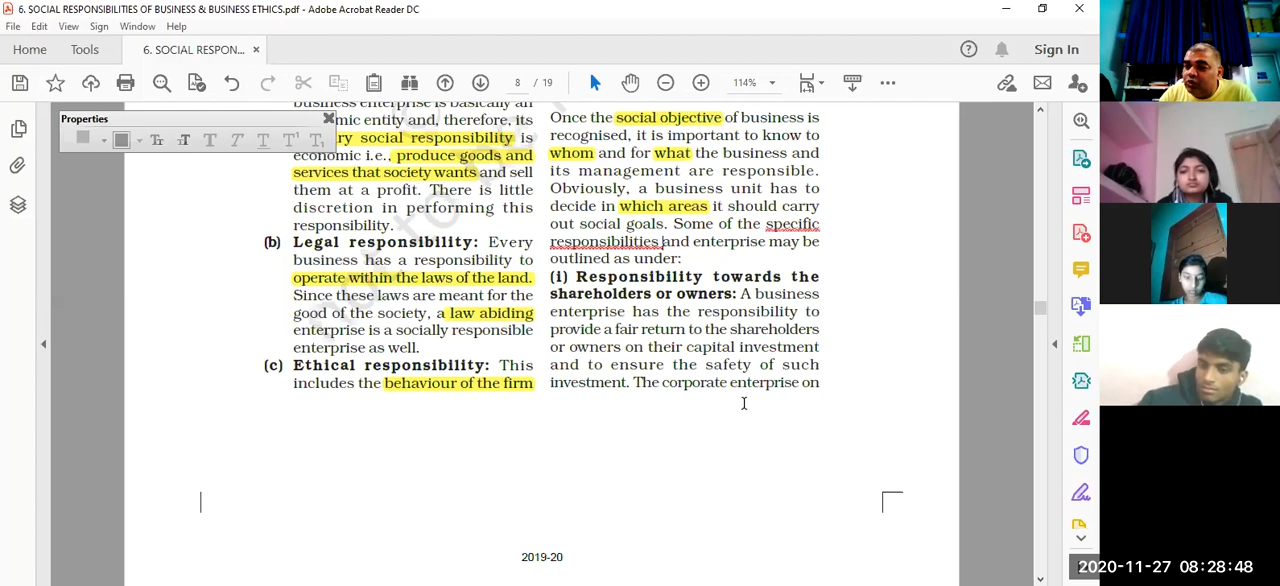 6. SOCIAL RESPONSIBILITIES OF BUSINESS & BUSINESS ETHICS.pdf - Adobe Acrobat Reader DC
File Edit View Sign Window Help
Home Tools 6. SOCIAL RESPON... × Sign In
8 / 19 114%
Properties
business enterprise is basically an
mic entity and, therefore, its
ry social responsibility is
economic i.e., produce goods and
services that society wants and sell
them at a profit. There is little
discretion in performing this
responsibility.
(b) Legal responsibility: Every
business has a responsibility to
operate within the laws of the land.
Since these laws are meant for the
good of the society, a law abiding
enterprise is a socially responsible
enterprise as well.
(c) Ethical responsibility: This
includes the behaviour of the firm
Once the social objective of business is
recognised, it is important to know to
whom and for what the business and
its management are responsible.
Obviously, a business unit has to
decide in which areas it should carry
out social goals. Some of the specific
responsibilities and enterprise may be
outlined as under:
(i) Responsibility towards the
shareholders or owners: A business
enterprise has the responsibility to
provide a fair return to the shareholders
or owners on their capital investment
and to ensure the safety of such
investment. The corporate enterprise on
2019-20
2020-11-27 08:28:48